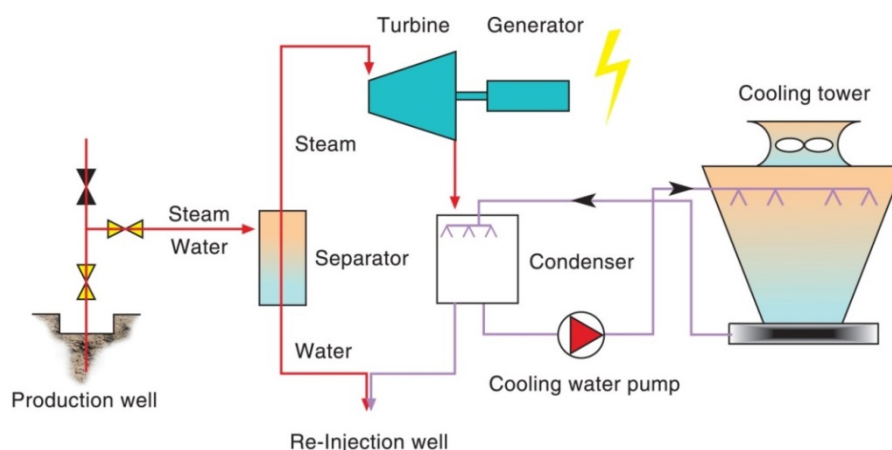 Turbine
Generator
Cooling tower
Steam
Steam
Water
Separator
Condenser
Water
Cooling water pump
Production well
Re-Injection well